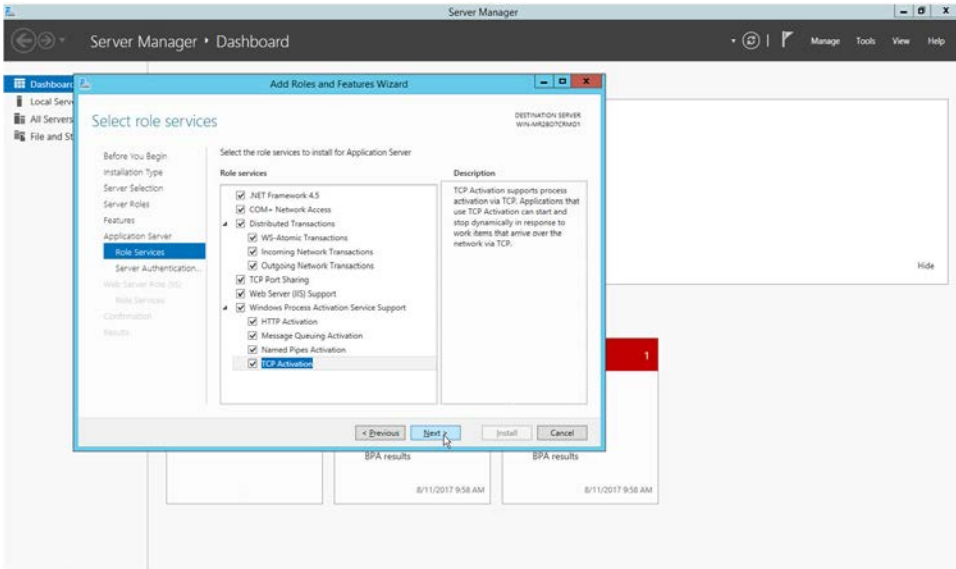 Server Manager
Server Manager • Dashboard
Manage Tools View Help
Dashboard
Local Serv
All Servers
File and St
Add Roles and Features Wizard
Select role services
DESTINATION SERVER
Before You Begin
Installation Type
Server Selection
Server Roles
Features
Application Server
Role Services
Server Authentication...
Web Server Role (IIS)
Role Services
Confirmation
Results
Select the role services to install for Application Server
Role services
.NET Framework 4.5
COM+ Network Access
Distributed Transactions
WS-Atomic Transactions
Incoming Network Transactions
Outgoing Network Transactions
TCP Port Sharing
Web Server (IIS) Support
Windows Process Activation Service Support
HTTP Activation
Message Queuing Activation
Named Pipes Activation
TCP Activation
Description
TCP Activation supports process
activation via TCP. Applications that
use TCP Activation can start and
stop dynamically in response to
work items that arrive over the
network via TCP.
< Previous Next > Install Cancel
Hide
1
BPA results
8/11/2017 9:58 AM
BPA results
8/11/2017 9:58 AM